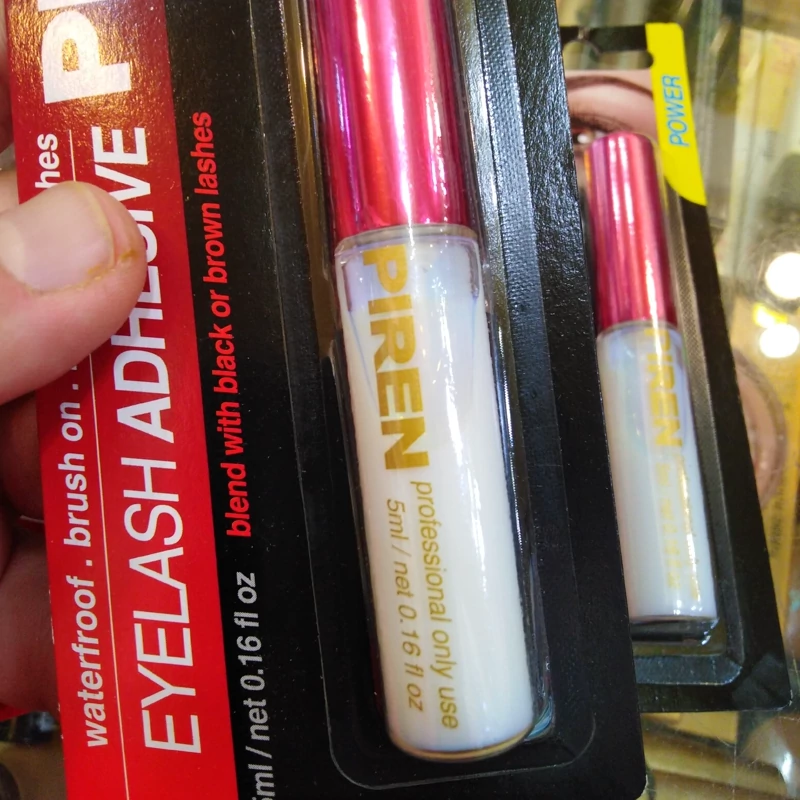 waterfroof . brush on . . hes
EYELASH ADHESIVE
blend with black or brown lashes
5ml / net 0.16 fl oz
PIREN
professional only use
5ml / net 0.16 fl oz
POWER
PIREN